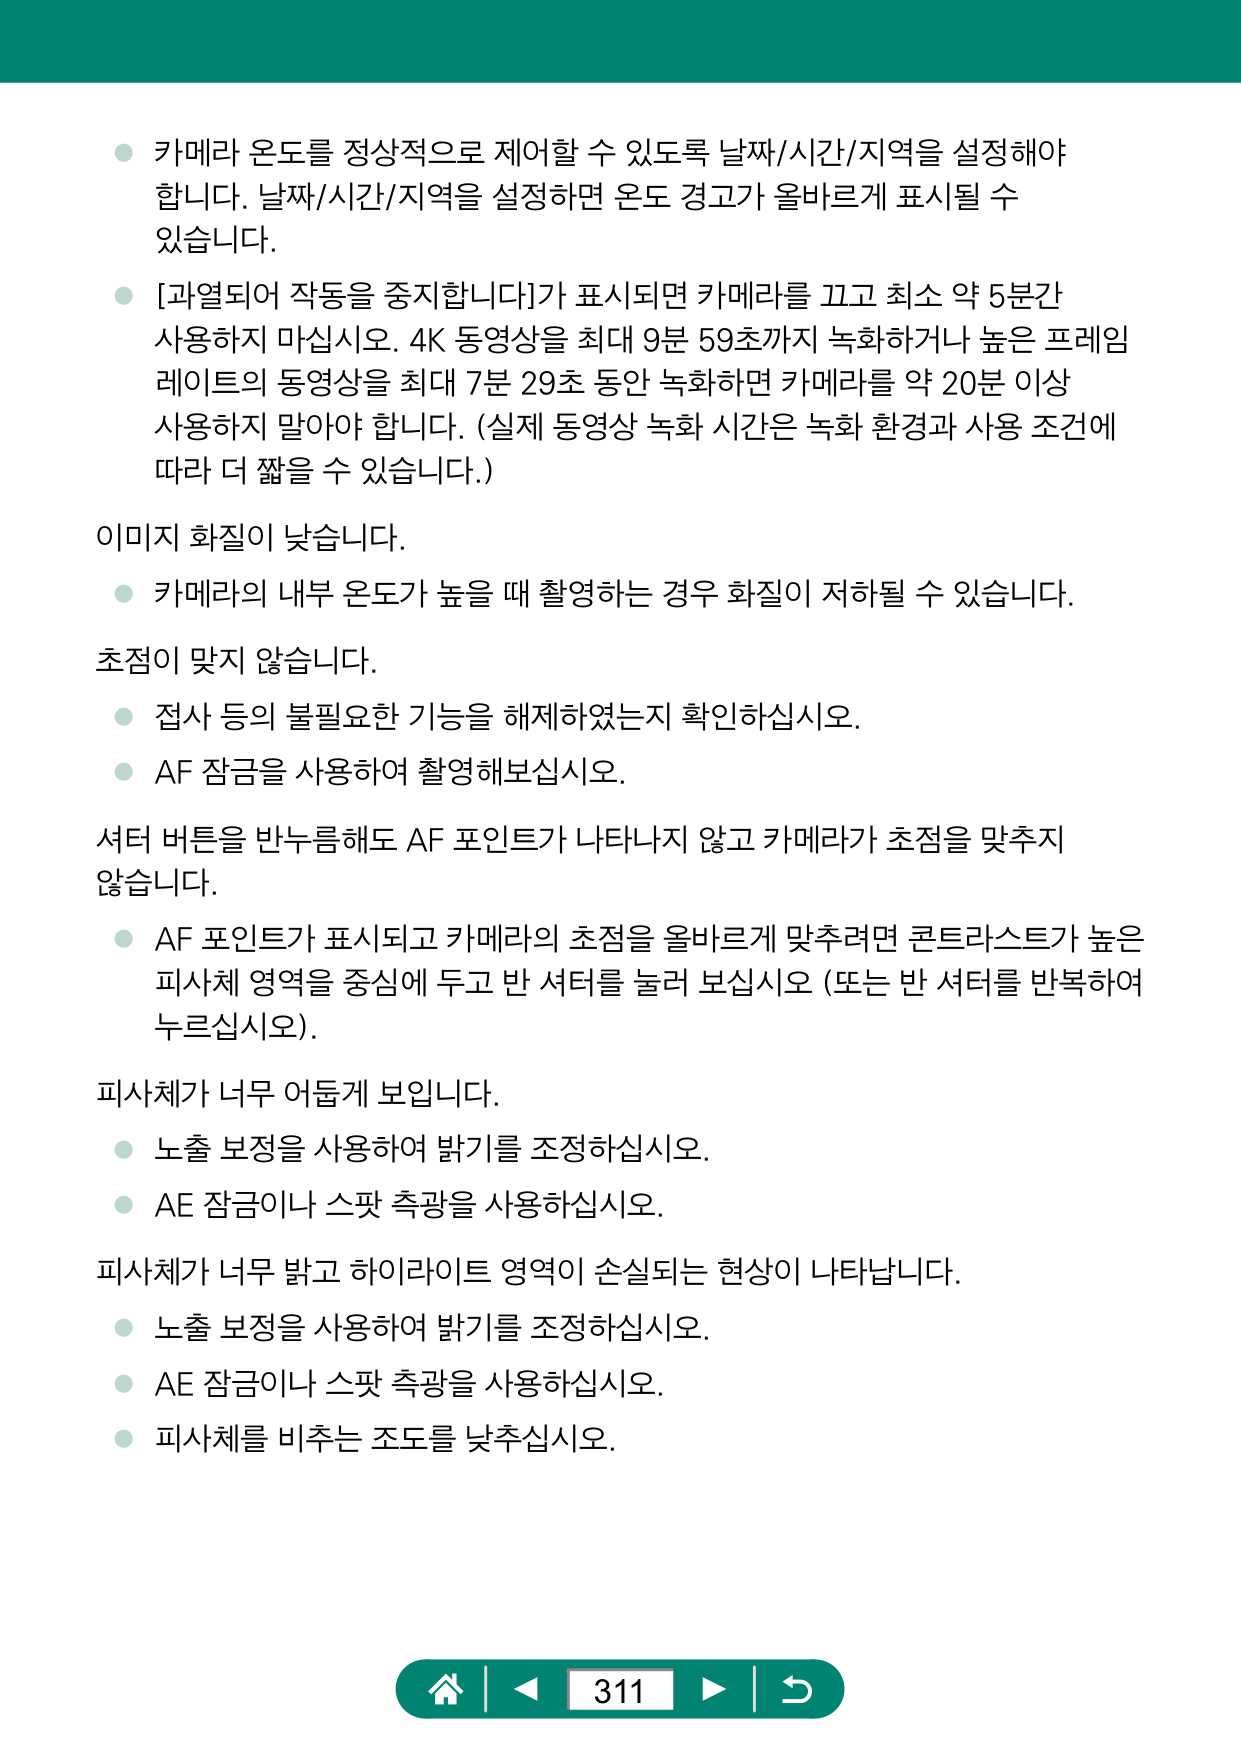 ● 카메라 온도를 정상적으로 제어할 수 있도록 날짜/시간/지역을 설정해야
합니다. 날짜/시간/지역을 설정하면 온도 경고가 올바르게 표시될 수
있습니다.
● [과열되어 작동을 중지합니다]가 표시되면 카메라를 끄고 최소 약 5분간
사용하지 마십시오. 4K 동영상을 최대 9분 59초까지 녹화하거나 높은 프레임
레이트의 동영상을 최대 7분 29초 동안 녹화하면 카메라를 약 20분 이상
사용하지 말아야 합니다. (실제 동영상 녹화 시간은 녹화 환경과 사용 조건에
따라 더 짧을 수 있습니다.)
이미지 화질이 낮습니다.
● 카메라의 내부 온도가 높을 때 촬영하는 경우 화질이 저하될 수 있습니다.
초점이 맞지 않습니다.
● 접사 등의 불필요한 기능을 해제하였는지 확인하십시오.
● AF 잠금을 사용하여 촬영해보십시오.
셔터 버튼을 반누름해도 AF 포인트가 나타나지 않고 카메라가 초점을 맞추지
않습니다.
● AF 포인트가 표시되고 카메라의 초점을 올바르게 맞추려면 콘트라스트가 높은
피사체 영역을 중심에 두고 반 셔터를 눌러 보십시오 (또는 반 셔터를 반복하여
누르십시오).
피사체가 너무 어둡게 보입니다.
● 노출 보정을 사용하여 밝기를 조정하십시오.
● AE 잠금이나 스팟 측광을 사용하십시오.
피사체가 너무 밝고 하이라이트 영역이 손실되는 현상이 나타납니다.
● 노출 보정을 사용하여 밝기를 조정하십시오.
● AE 잠금이나 스팟 측광을 사용하십시오.
● 피사체를 비추는 조도를 낮추십시오.
311